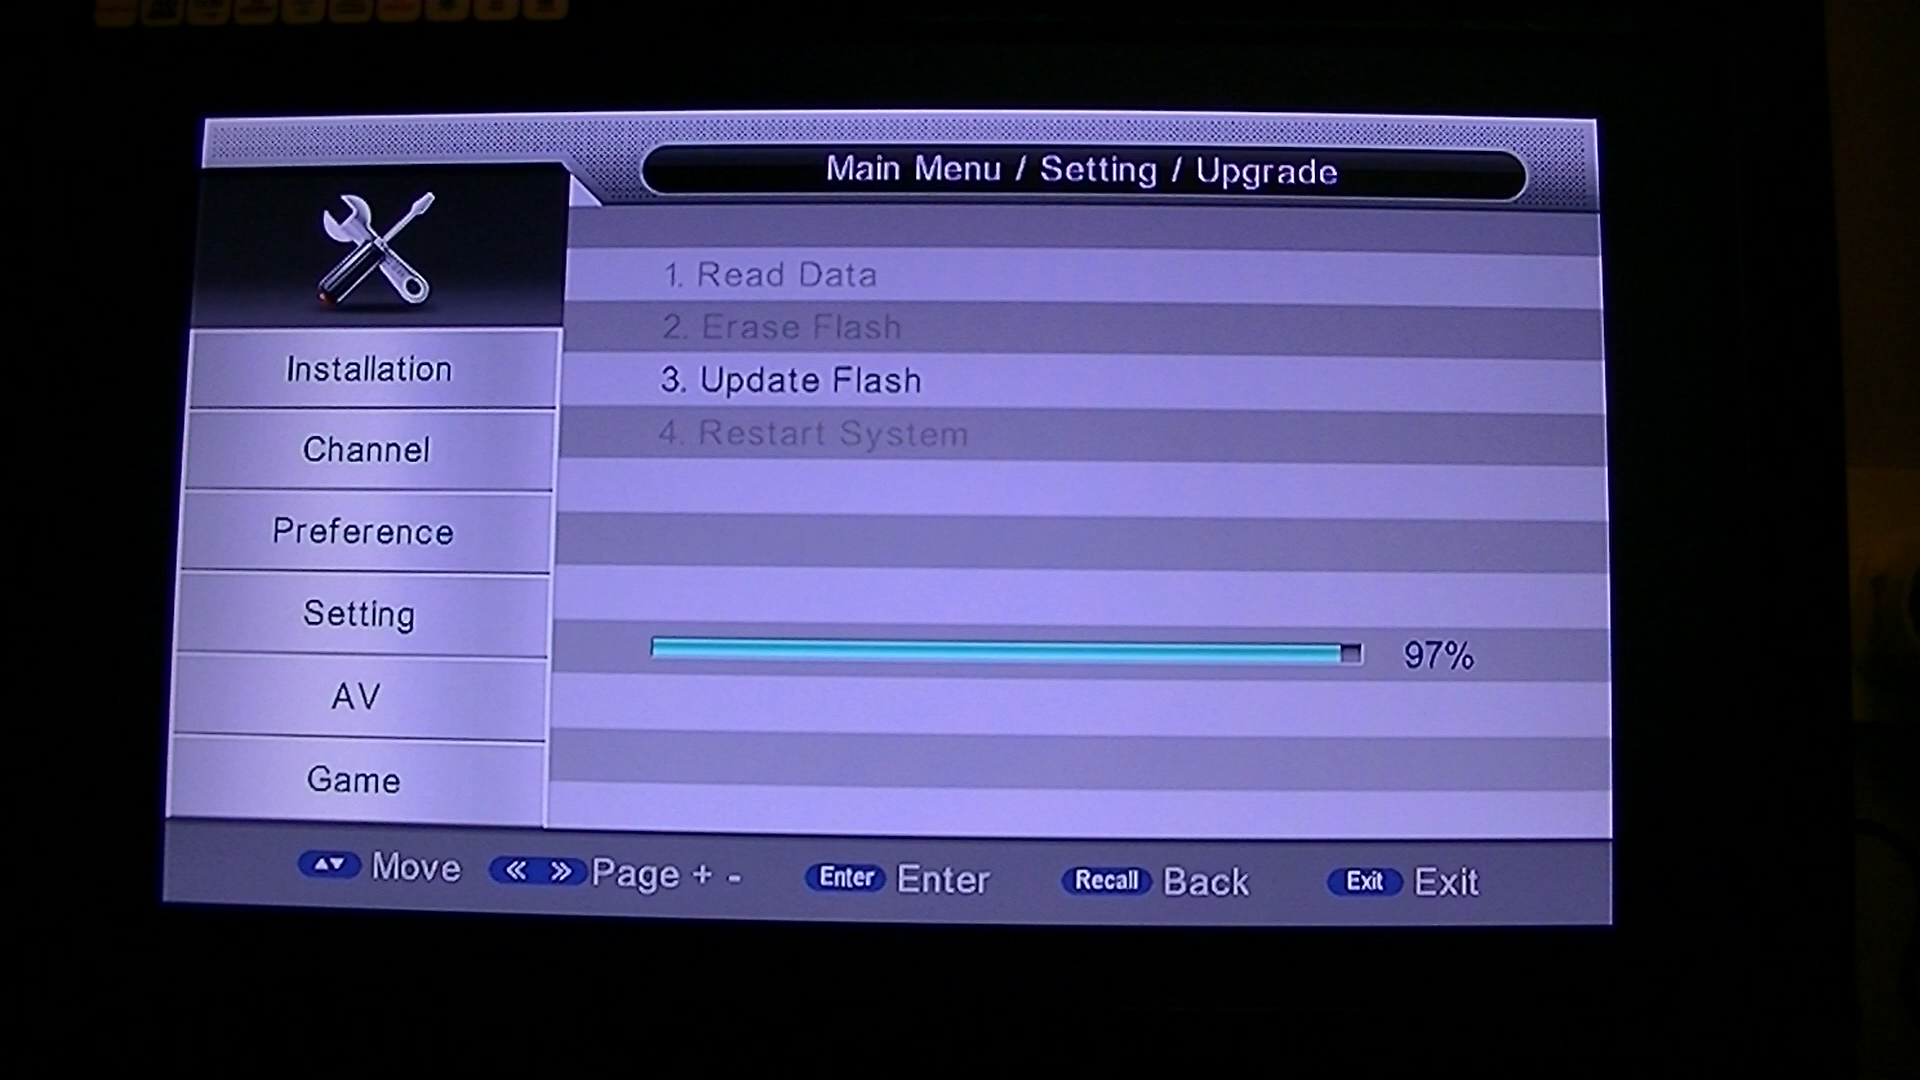 Main Menu / Setting / Upgrade
1. Read Data
2. Erase Flash
3. Update Flash
4. Restart System
Installation
Channel
Preference
Setting
AV
Game
97%
Move Page + - Enter Enter Recall Back Exit Exit